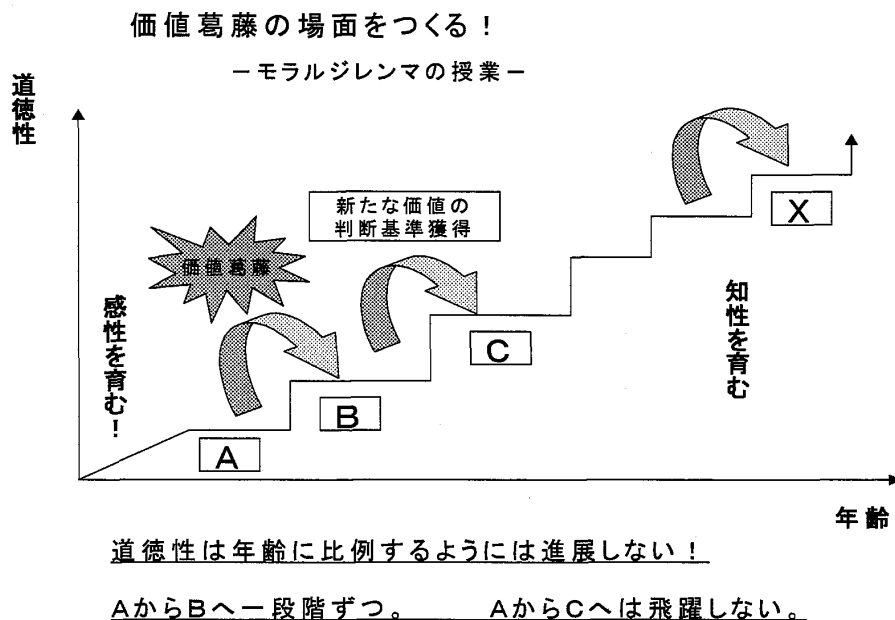 価値葛藤の場面をつくる！
－モラルジレンマの授業－
道徳性
新たな価値の
判断基準獲得
価値葛藤
感性を育む！
知性を育む
A
B
C
X
年齢
道徳性は年齢に比例するようには進展しない！
AからBへ一段階ずつ。　　AからCへは飛躍しない。